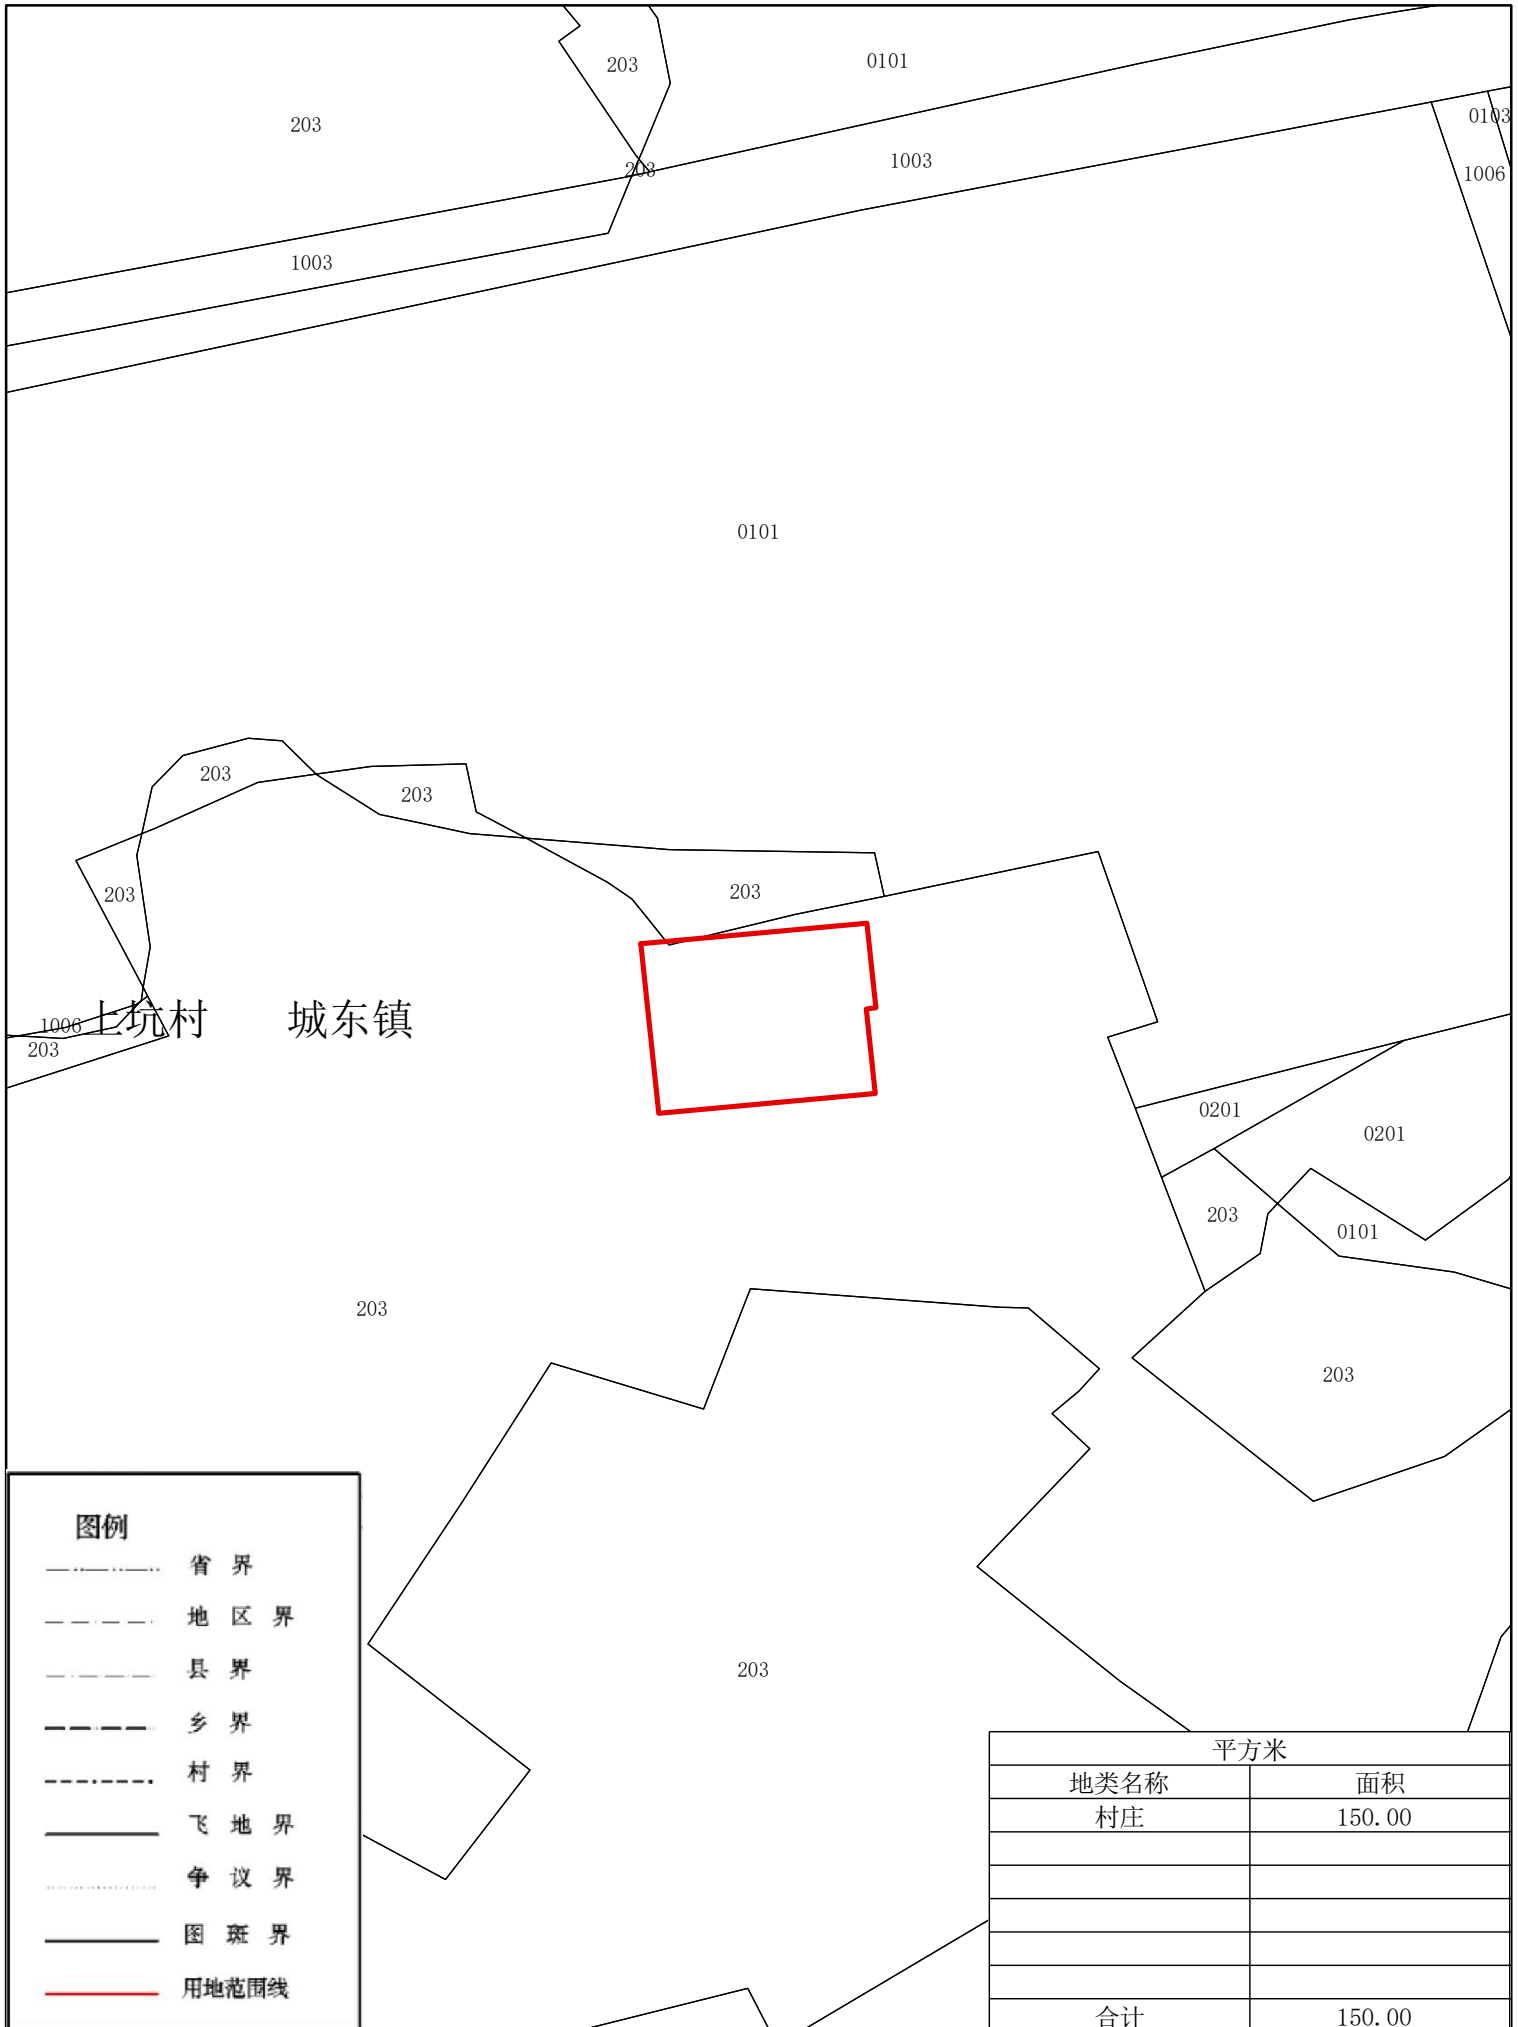 203
0101
203
0103
203
1003
1006
1003
0101
203
203
203
203
上坑村 城东镇
1006
203
0201
0201
203
0101
203
203
203
图例
省 界
地 区 界
县 界
乡 界
村 界
飞 地 界
争 议 界
图 斑 界
用地范围线
平方米
地类名称 面积
村庄 150.00
合计 150.00